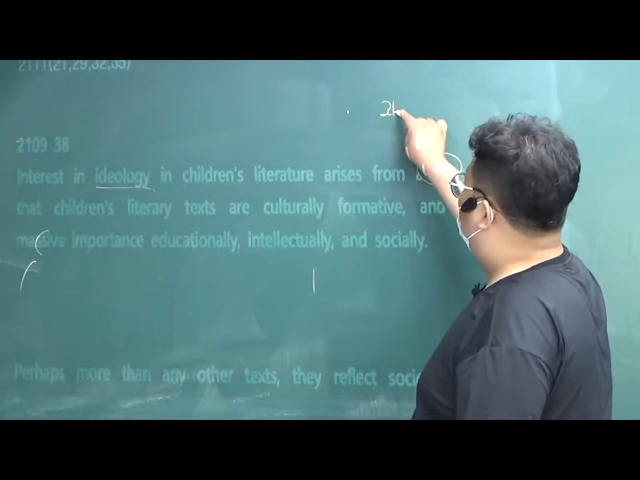 2111(21,29,32,35)
2109 38
Interest in ideology in children's literature arises from
that children's literary texts are culturally formative, and
massive importance educationally, intellectually, and socially.
Perhaps more than any other texts, they reflect